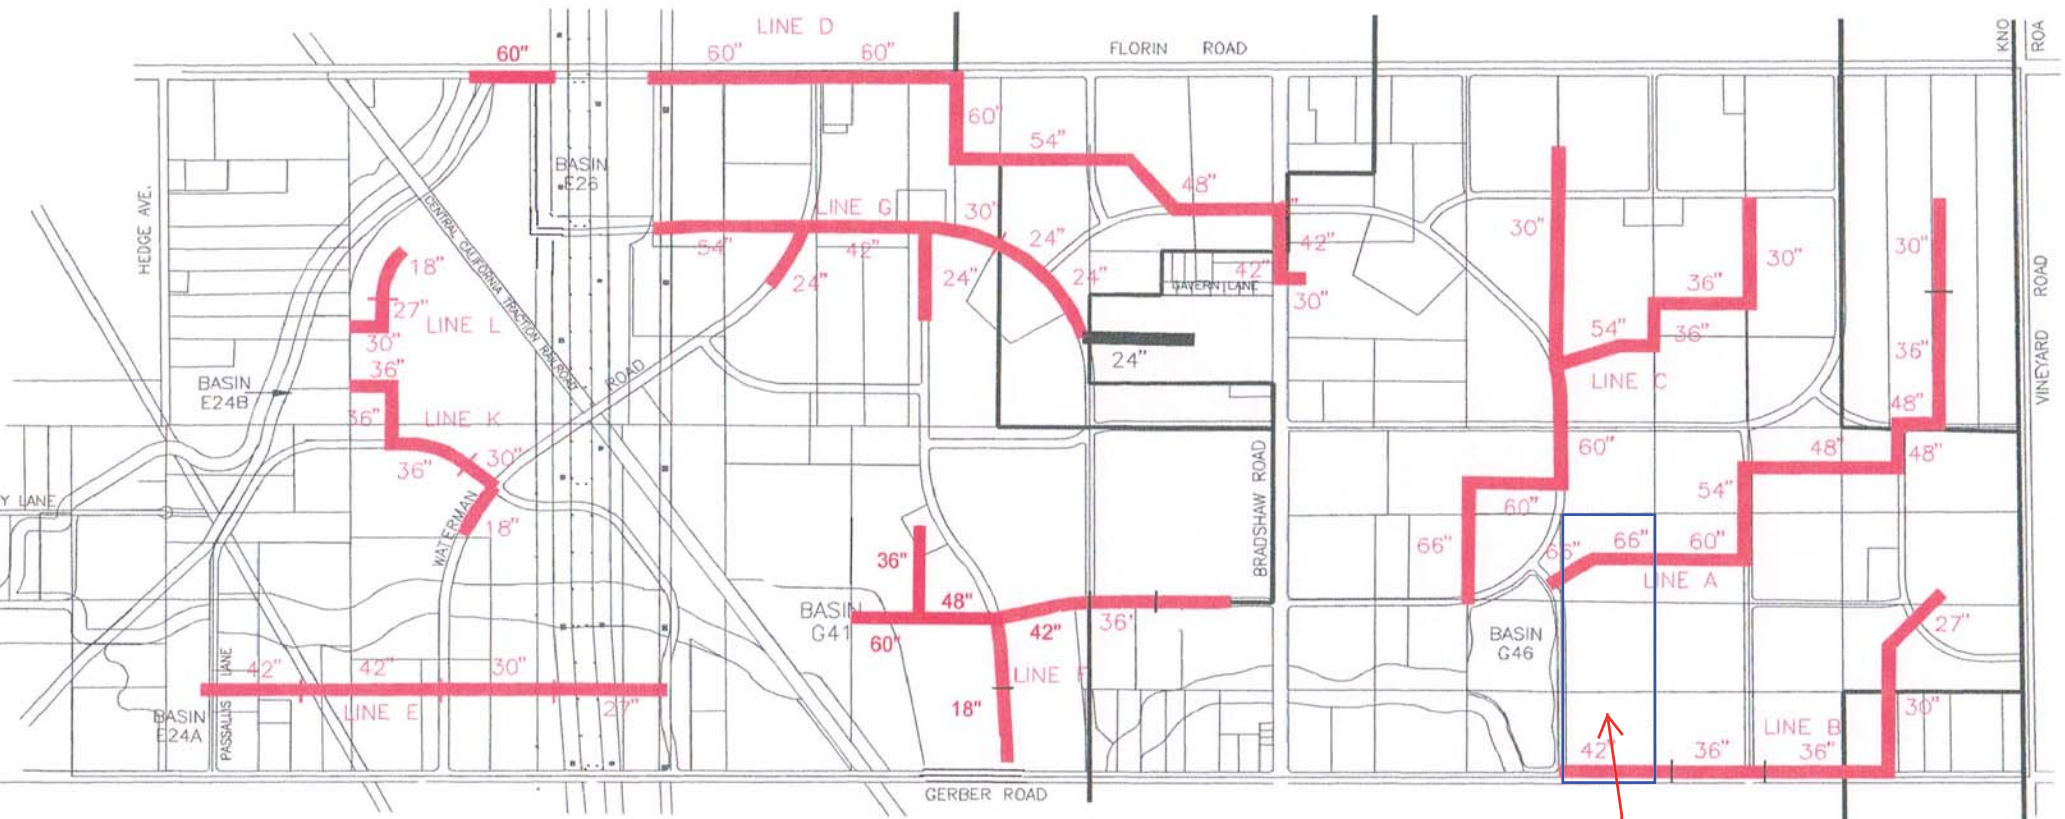 LINE D
60"
60"
60"
FLORIN ROAD
KNO
ROA
60"
54"
BASIN
E26
48"
HEDGE AVE.
CENTRAL CALIFORNIA TRACTION RAILROAD
LINE G
30'
54"
42"
24"
24"
24"
24"
42"
42"
GAVERN LANE
30"
30"
30"
36"
30"
18"
27"
LINE L
30"
54"
36"
36"
24"
VINEYARD ROAD
36"
BASIN
E24B
ROAD
LINE C
48"
36"
LINE K
36"
30"
60"
48"
48"
BRADSHAW ROAD
54"
Y LANE
WATERMAN
18"
60"
66"
66"
66"
60"
LINE A
36"
48"
BASIN
G41
60"
42"
36'
BASIN
G46
27"
PASSALIS LANE
42"
42"
30"
LINE F
18"
30"
LINE E
27"
BASIN
E24A
LINE B
42"
36"
36"
GERBER ROAD